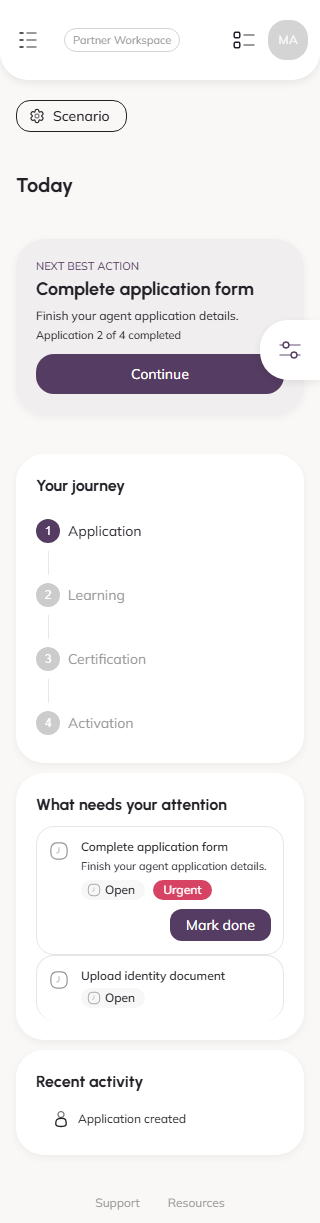 Partner Workspace
MA
Scenario
Today
NEXT BEST ACTION
Complete application form
Finish your agent application details.
Application 2 of 4 completed
Continue
Your journey
1 Application
2 Learning
3 Certification
4 Activation
What needs your attention
Complete application form
Finish your agent application details.
Open Urgent
Mark done
Upload identity document
Open
Recent activity
Application created
Support Resources